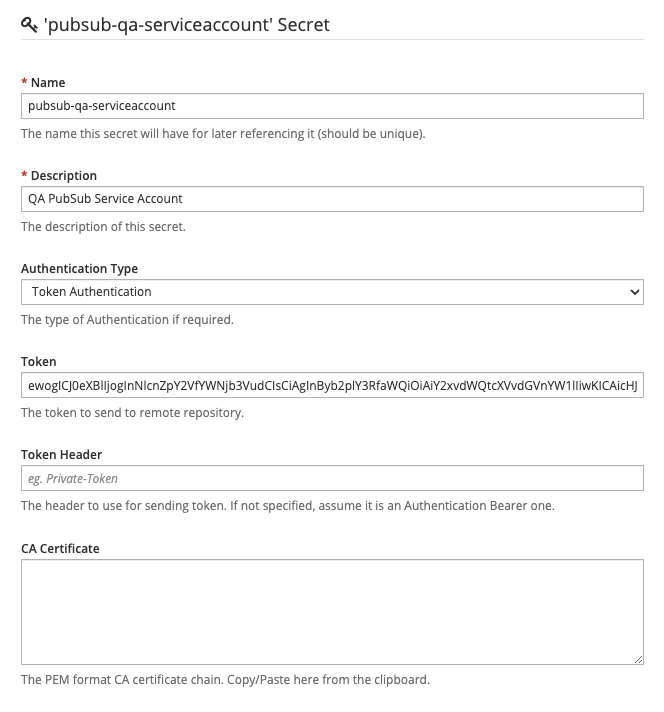 'pubsub-qa-serviceaccount' Secret
* Name
pubsub-qa-serviceaccount
The name this secret will have for later referencing it (should be unique).
* Description
QA PubSub Service Account
The description of this secret.
Authentication Type
Token Authentication
The type of Authentication if required.
Token
ewogICJ0eXBlIjogInNlcnZpY2VfYWNjb3VudCIsCiAgInByb2plY3RfaWQiOiAiY2xvdWQtcXVvdGVnYW1lIiwKICAicHJ
The token to send to remote repository.
Token Header
eg. Private-Token
The header to use for sending token. If not specified, assume it is an Authentication Bearer one.
CA Certificate
The PEM format CA certificate chain. Copy/Paste here from the clipboard.